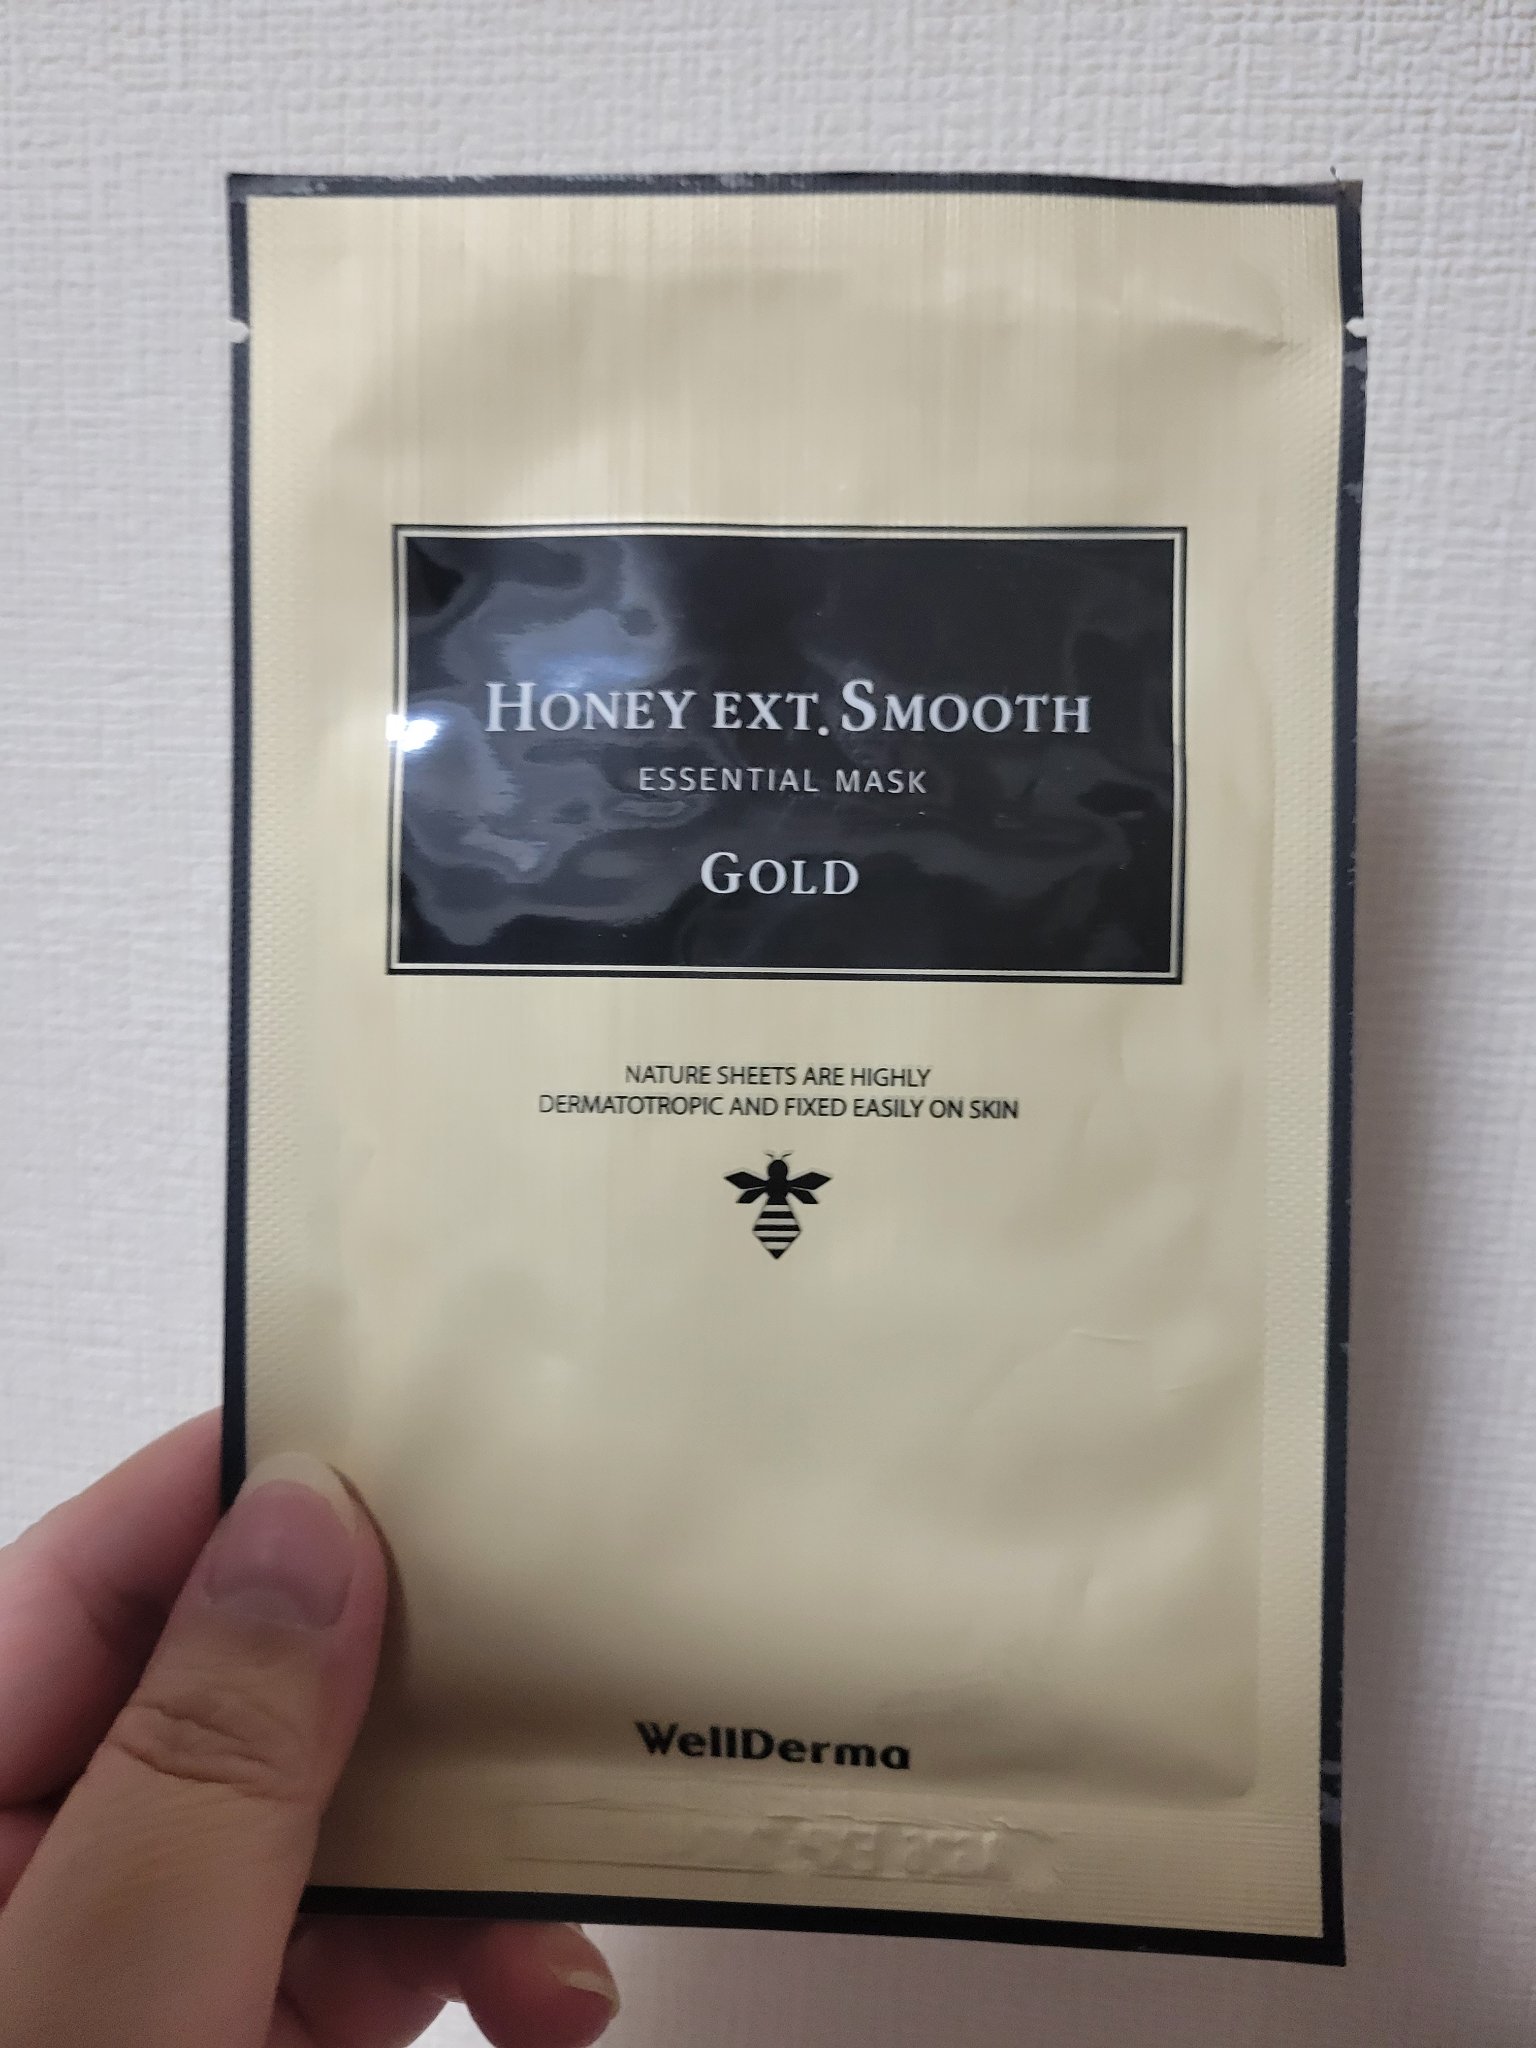 HONEY EXT. SMOOTH
ESSENTIAL MASK
GOLD
NATURE SHEETS ARE HIGHLY
DERMATOTROPIC AND FIXED EASILY ON SKIN
WellDerma